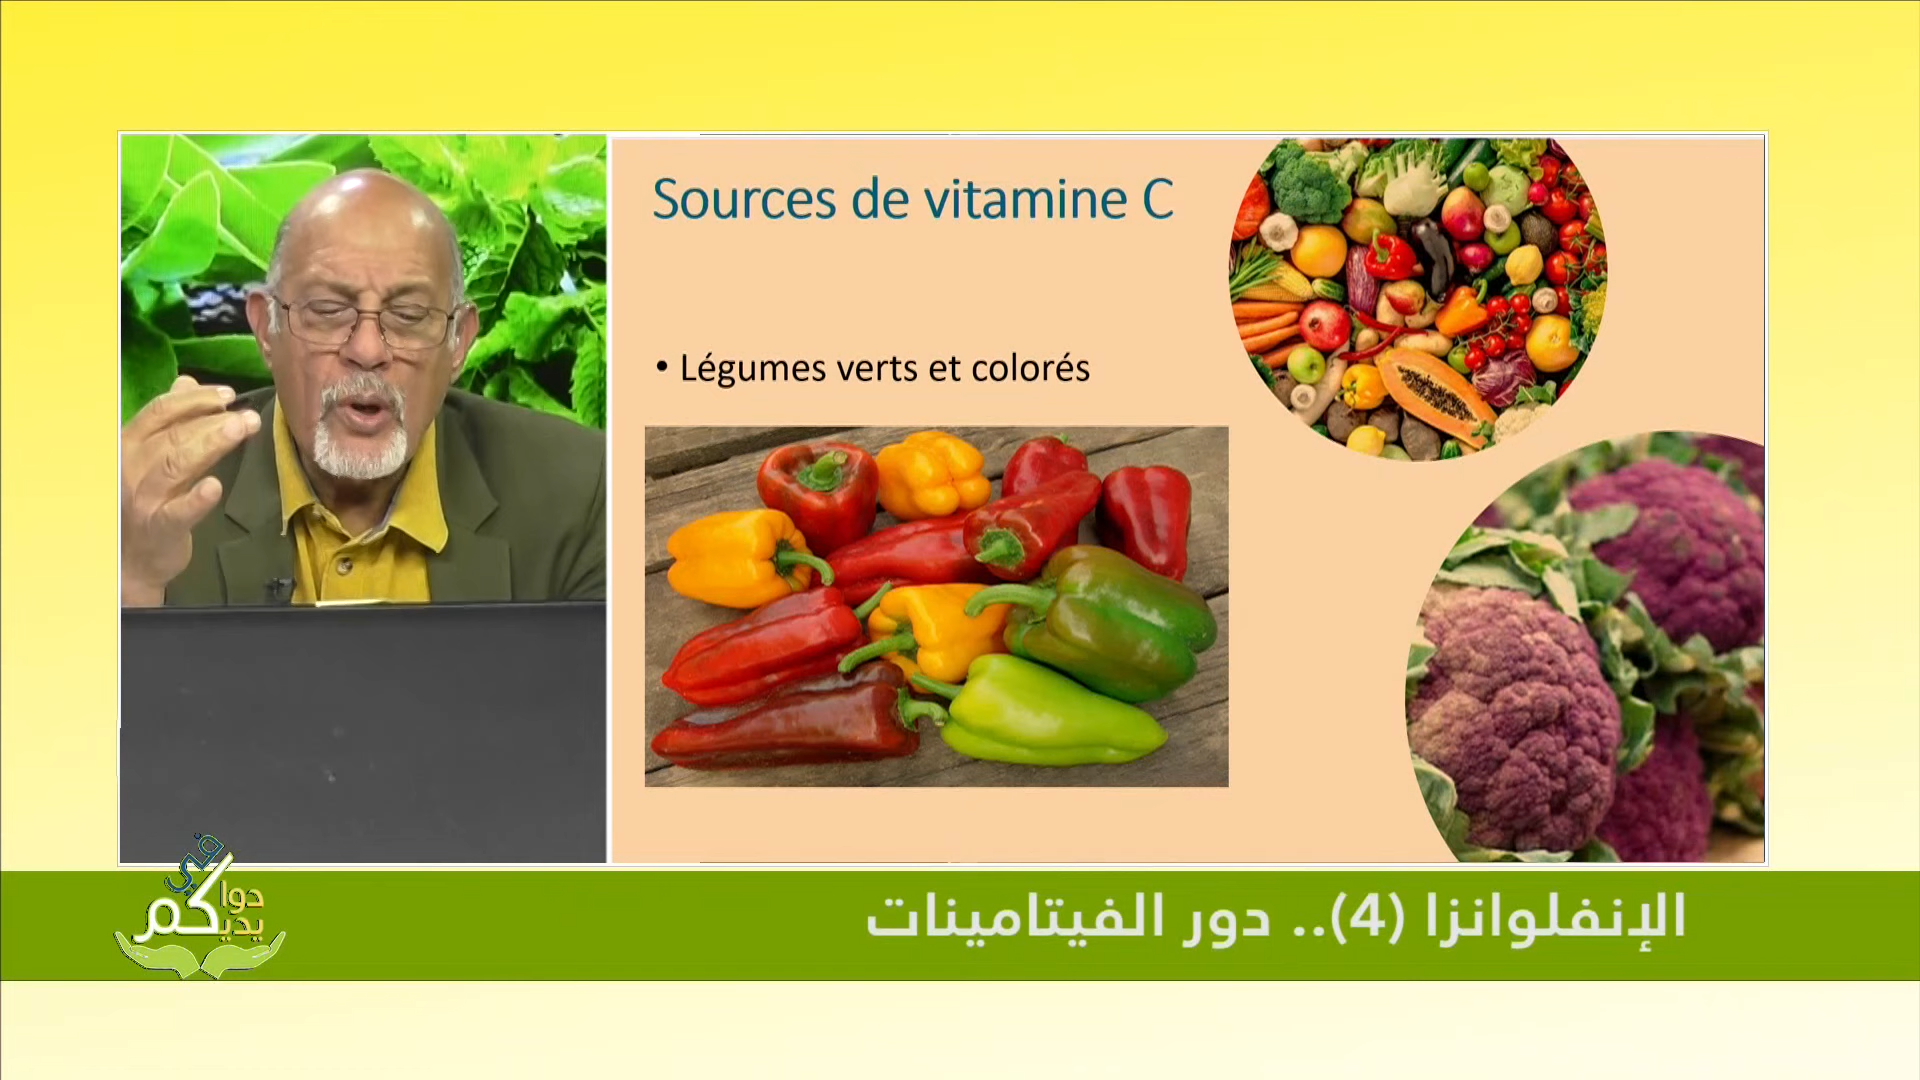 Sources de vitamine C
• Légumes verts et colorés
الإنفلوانزا (4).. دور الفيتامينات
دواكم في يديكم